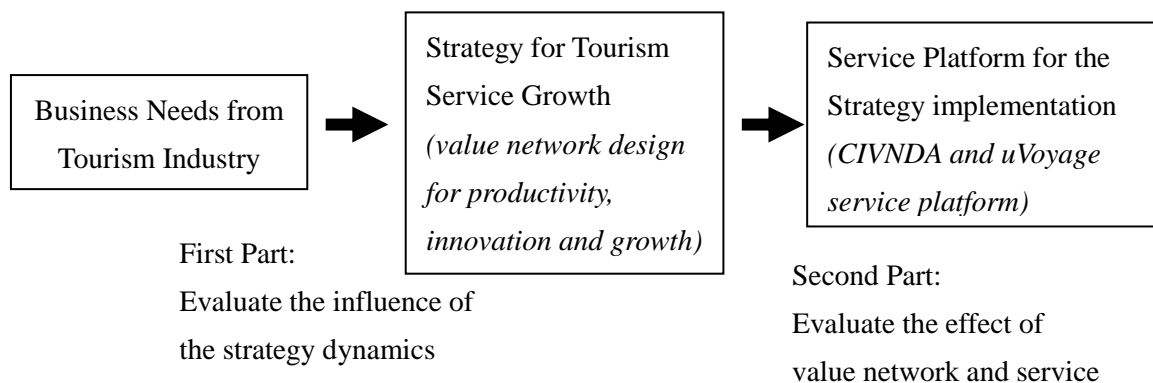 Business Needs from
Tourism Industry
Strategy for Tourism
Service Growth
(value network design
for productivity,
innovation and growth)
Service Platform for the
Strategy implementation
(CIVNDA and uVoyage
service platform)
First Part:
Evaluate the influence of
the strategy dynamics
Second Part:
Evaluate the effect of
value network and service